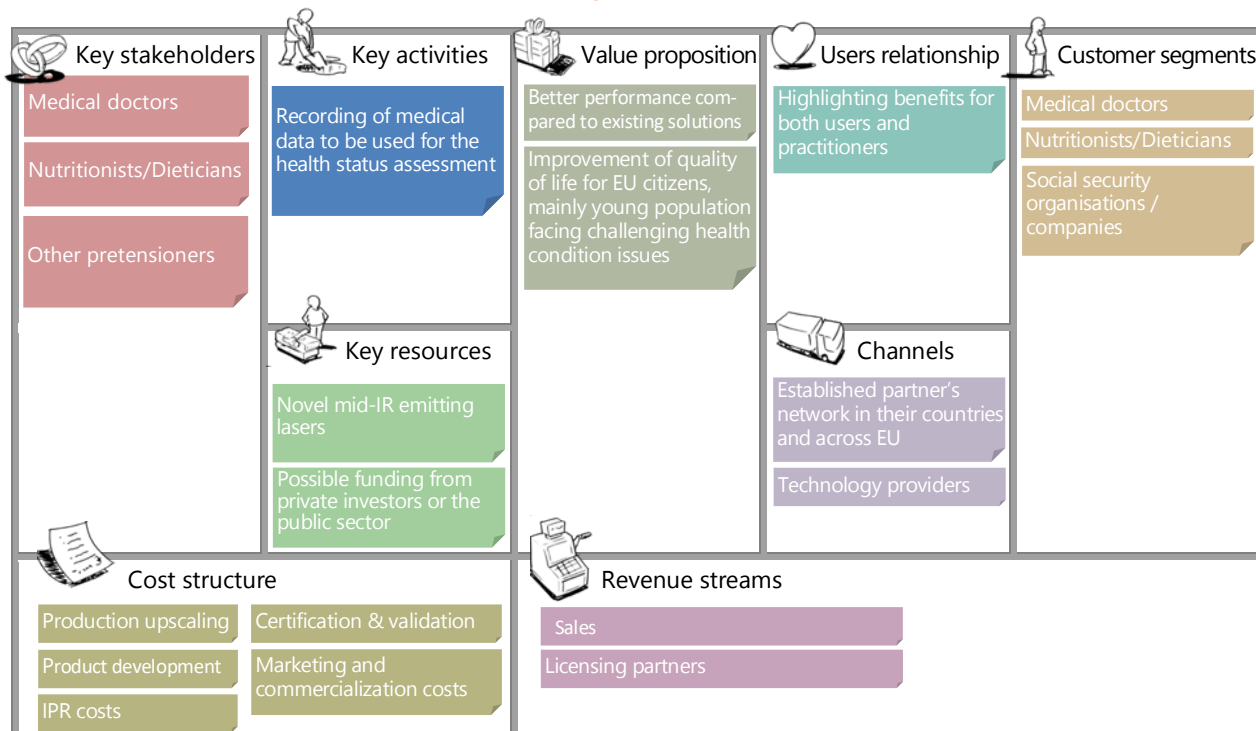 Key stakeholders
Medical doctors
Nutritionists/Dieticians
Other pretensioners
Key activities
Recording of medical
data to be used for the
health status assessment
Key resources
Novel mid-IR emitting
lasers
Possible funding from
private investors or the
public sector
Value proposition
Better performance com-
pared to existing solutions
Improvement of quality
of life for EU citizens,
mainly young population
facing challenging health
condition issues
Users relationship
Highlighting benefits for
both users and
practitioners
Channels
Established partner's
network in their countries
and across EU
Technology providers
Customer segments
Medical doctors
Nutritionists/Dieticians
Social security
organisations /
companies
Cost structure
Production upscaling
Product development
IPR costs
Certification & validation
Marketing and
commercialization costs
Revenue streams
Sales
Licensing partners